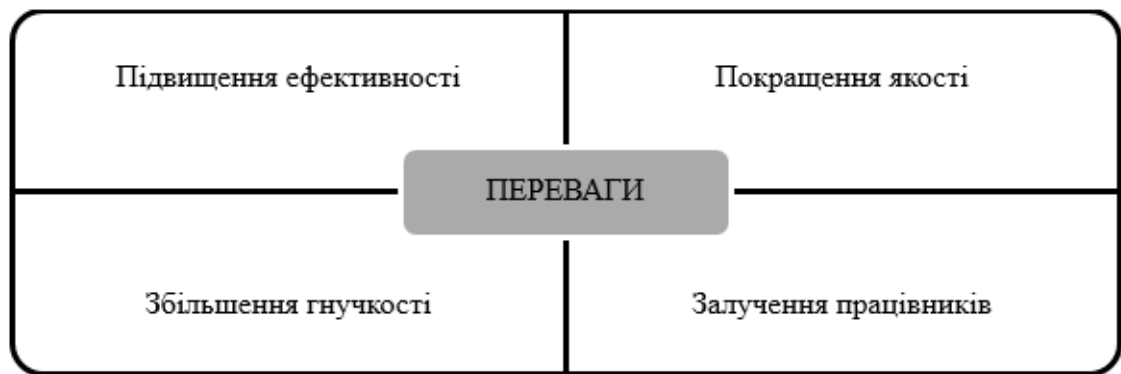 Підвищення ефективності
Покращення якості
ПЕРЕВАГИ
Збільшення гнучкості
Залучення працівників